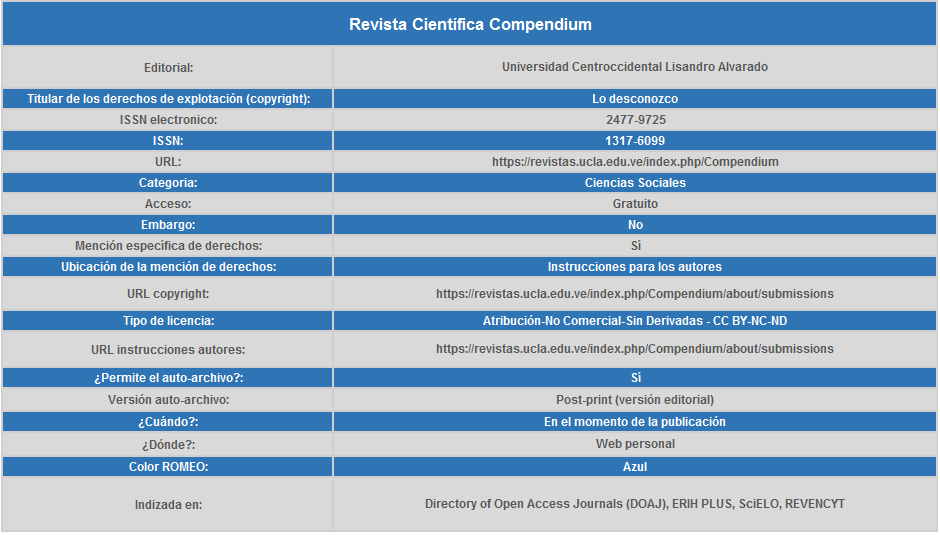 Revista Científica Compendium
Editorial: Universidad Centroccidental Lisandro Alvarado
Titular de los derechos de explotación (copyright): Lo desconozco
ISSN electronico: 2477-9725
ISSN: 1317-6099
URL: https://revistas.ucla.edu.ve/index.php/Compendium
Categoria: Ciencias Sociales
Acceso: Gratuito
Embargo: No
Mención específica de derechos: Sí
Ubicación de la mención de derechos: Instrucciones para los autores
URL copyright: https://revistas.ucla.edu.ve/index.php/Compendium/about/submissions
Tipo de licencia: Atribución-No Comercial-Sin Derivadas - CC BY-NC-ND
URL instrucciones autores: https://revistas.ucla.edu.ve/index.php/Compendium/about/submissions
¿Permite el auto-archivo?: Sí
Versión auto-archivo: Post-print (versión editorial)
¿Cuándo?: En el momento de la publicación
¿Dónde?: Web personal
Color ROMEO: Azul
Indizada en: Directory of Open Access Journals (DOAJ), ERIH PLUS, SciELO, REVENCYT